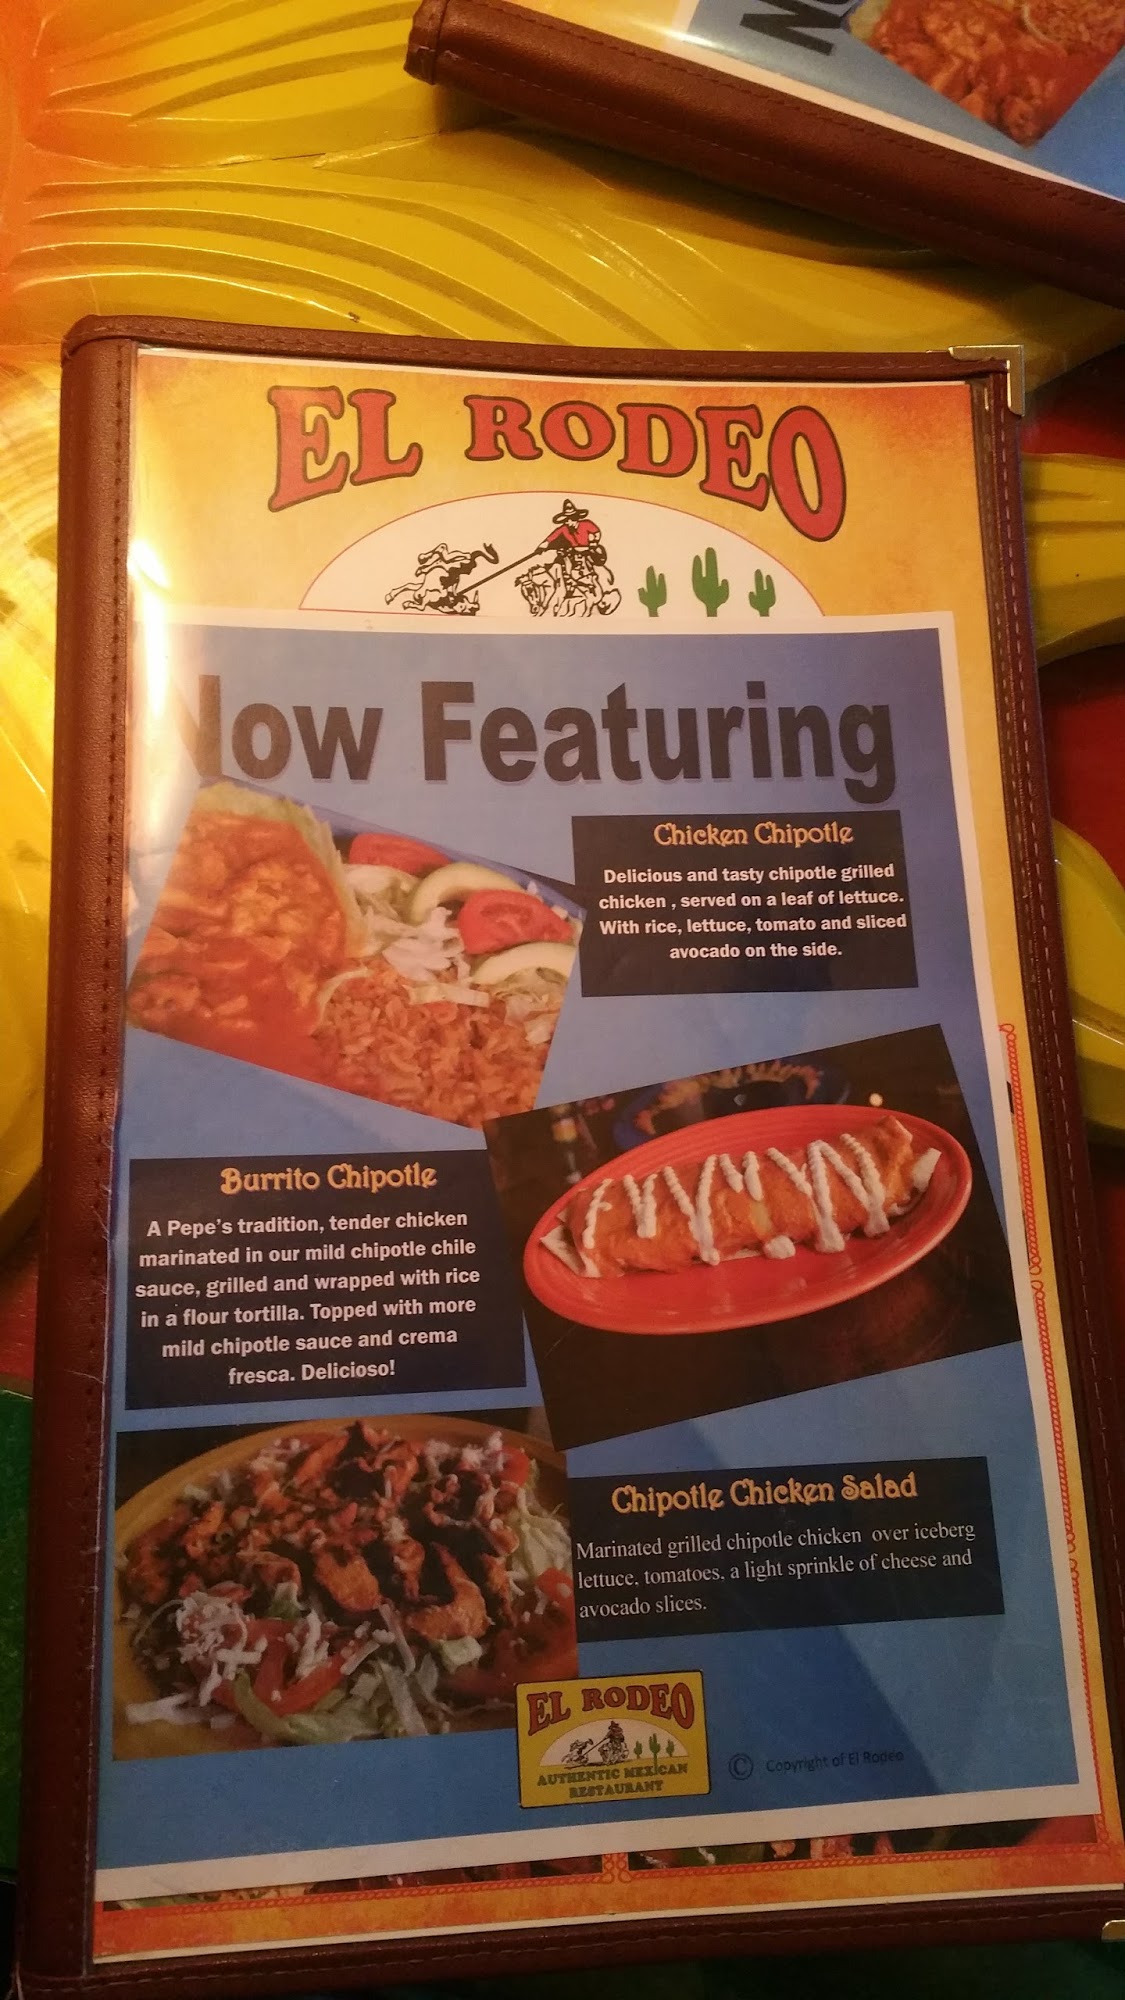 EL RODEO
Now Featuring
Chicken Chipotle
Delicious and tasty chipotle grilled
chicken , served on a leaf of lettuce.
With rice, lettuce, tomato and sliced
avocado on the side.
Burrito Chipotle
A Pepe's tradition, tender chicken
marinated in our mild chipotle chile
sauce, grilled and wrapped with rice
in a flour tortilla. Topped with more
mild chipotle sauce and crema
fresca. Delicioso!
Chipotle Chicken Salad
Marinated grilled chipotle chicken over iceberg
lettuce, tomatoes, a light sprinkle of cheese and
avocado slices.
EL RODEO
AUTHENTIC MEXICAN
RESTAURANT
© Copyright of El Rodeo